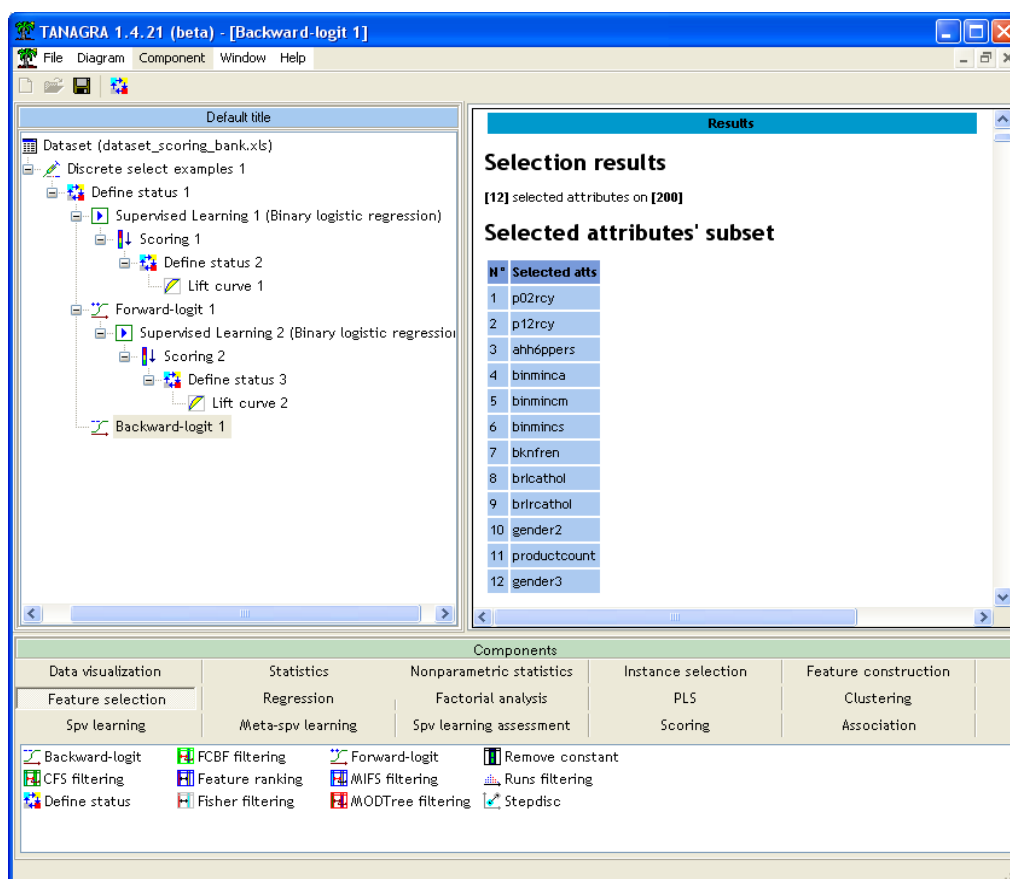 TANAGRA 1.4.21 (beta) - [Backward-logit 1]
File Diagram Component Window Help
Default title
Dataset (dataset_scoring_bank.xls)
Discrete select examples 1
Define status 1
Supervised Learning 1 (Binary logistic regression)
Scoring 1
Define status 2
Lift curve 1
Forward-logit 1
Supervised Learning 2 (Binary logistic regressio
Scoring 2
Define status 3
Lift curve 2
Backward-logit 1
Results
Selection results
[12] selected attributes on [200]
Selected attributes' subset
N° Selected atts
1 p02rcy
2 p12rcy
3 ahh6ppers
4 binminca
5 binmincm
6 binmincs
7 bknfren
8 brlcathol
9 brlrcathol
10 gender2
11 productcount
12 gender3
Components
Data visualization Statistics Nonparametric statistics Instance selection Feature construction
Feature selection Regression Factorial analysis PLS Clustering
Spv learning Meta-spv learning Spv learning assessment Scoring Association
Backward-logit FCBF filtering Forward-logit Remove constant
CFS filtering Feature ranking MIFS filtering Runs filtering
Define status Fisher filtering MODTree filtering Stepdisc